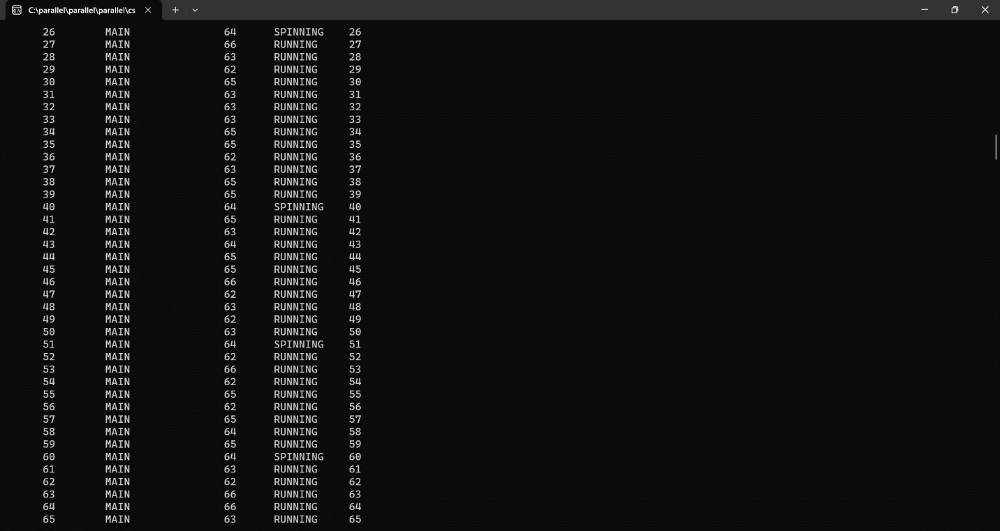 C:\parallel\parallel\parallel\cs
26 MAIN 64 SPINNING 26
27 MAIN 66 RUNNING 27
28 MAIN 63 RUNNING 28
29 MAIN 62 RUNNING 29
30 MAIN 65 RUNNING 30
31 MAIN 63 RUNNING 31
32 MAIN 63 RUNNING 32
33 MAIN 63 RUNNING 33
34 MAIN 65 RUNNING 34
35 MAIN 65 RUNNING 35
36 MAIN 62 RUNNING 36
37 MAIN 63 RUNNING 37
38 MAIN 65 RUNNING 38
39 MAIN 65 RUNNING 39
40 MAIN 64 SPINNING 40
41 MAIN 65 RUNNING 41
42 MAIN 63 RUNNING 42
43 MAIN 64 RUNNING 43
44 MAIN 65 RUNNING 44
45 MAIN 65 RUNNING 45
46 MAIN 66 RUNNING 46
47 MAIN 62 RUNNING 47
48 MAIN 63 RUNNING 48
49 MAIN 62 RUNNING 49
50 MAIN 63 RUNNING 50
51 MAIN 64 SPINNING 51
52 MAIN 62 RUNNING 52
53 MAIN 66 RUNNING 53
54 MAIN 62 RUNNING 54
55 MAIN 65 RUNNING 55
56 MAIN 62 RUNNING 56
57 MAIN 65 RUNNING 57
58 MAIN 64 RUNNING 58
59 MAIN 65 RUNNING 59
60 MAIN 64 SPINNING 60
61 MAIN 63 RUNNING 61
62 MAIN 62 RUNNING 62
63 MAIN 66 RUNNING 63
64 MAIN 66 RUNNING 64
65 MAIN 63 RUNNING 65